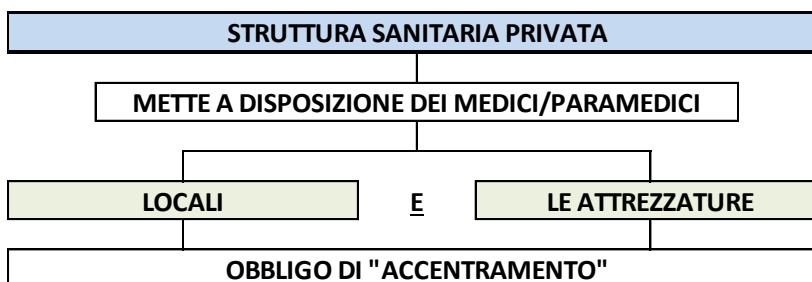 STRUTTURA SANITARIA PRIVATA
METTE A DISPOSIZIONE DEI MEDICI/PARAMEDICI
LOCALI E LE ATTREZZATURE
OBBLIGO DI "ACCENTRAMENTO"